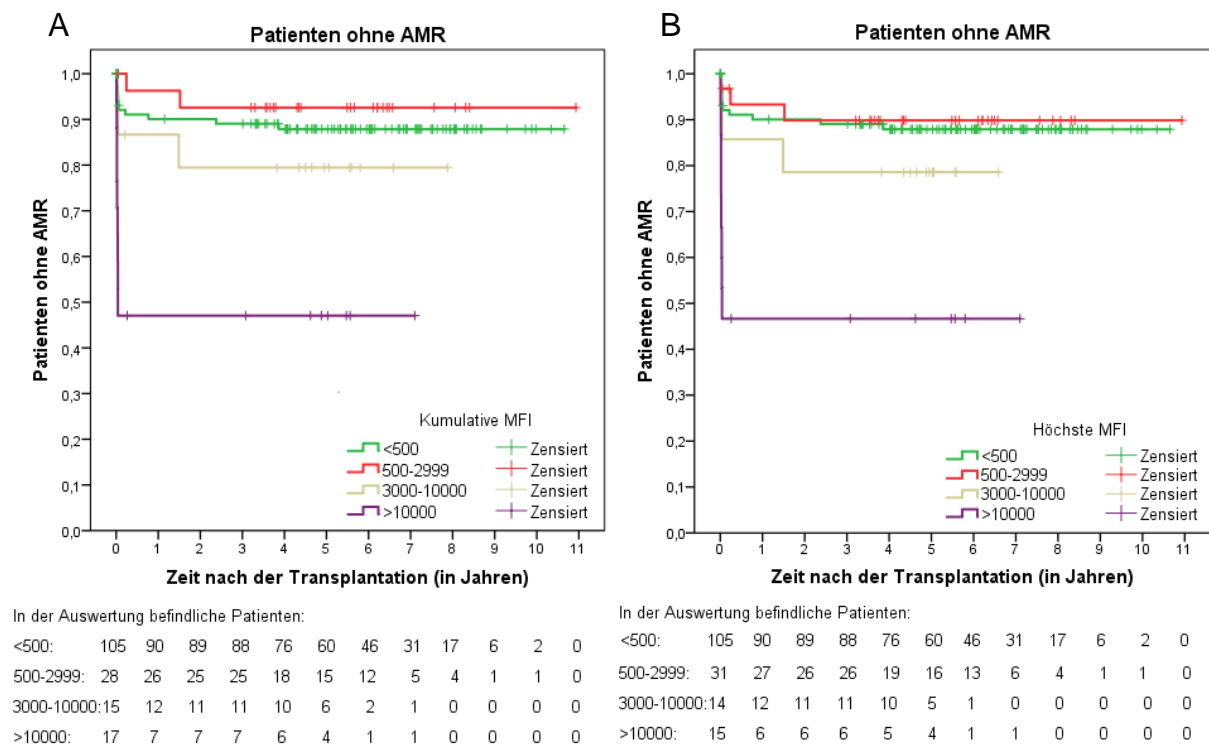 A
Patienten ohne AMR
Patienten ohne AMR
1,0
0,9
0,8
0,7
0,6
0,5
0,4
0,3
0,2
0,1
0,0
Kumulative MFI
<500 Zensiert
500-2999 Zensiert
3000-10000 Zensiert
>10000 Zensiert
0 1 2 3 4 5 6 7 8 9 10 11
Zeit nach der Transplantation (in Jahren)
In der Auswertung befindliche Patienten:
<500: 105 90 89 88 76 60 46 31 17 6 2 0
500-2999: 28 26 25 25 18 15 12 5 4 1 1 0
3000-10000: 15 12 11 11 10 6 2 1 0 0 0 0
>10000: 17 7 7 7 6 4 1 1 0 0 0 0
B
Patienten ohne AMR
Patienten ohne AMR
1,0
0,9
0,8
0,7
0,6
0,5
0,4
0,3
0,2
0,1
0,0
Höchste MFI
<500 Zensiert
500-2999 Zensiert
3000-10000 Zensiert
>10000 Zensiert
0 1 2 3 4 5 6 7 8 9 10 11
Zeit nach der Transplantation (in Jahren)
In der Auswertung befindliche Patienten:
<500: 105 90 89 88 76 60 46 31 17 6 2 0
500-2999: 31 27 26 26 19 16 13 6 4 1 1 0
3000-10000: 14 12 11 11 10 5 1 0 0 0 0 0
>10000: 15 6 6 6 5 4 1 1 0 0 0 0